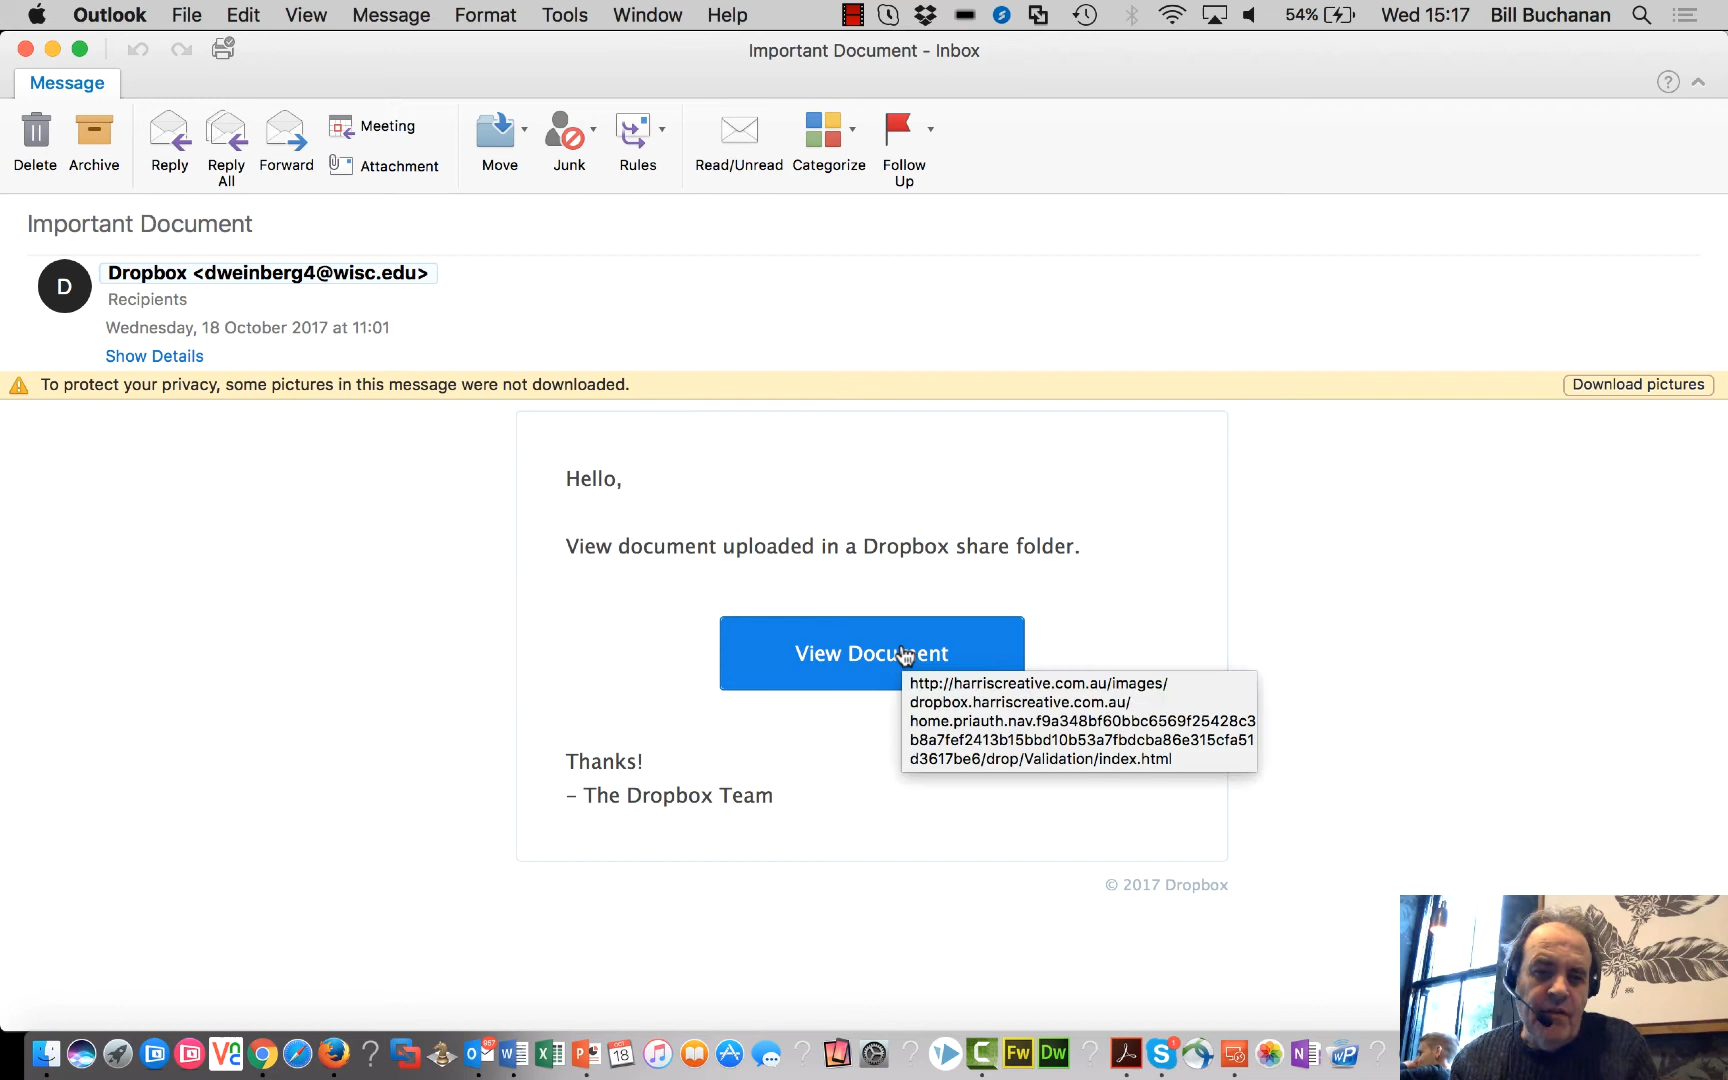 Outlook File Edit View Message Format Tools Window Help 54% Wed 15:17 Bill Buchanan
Important Document - Inbox
Message
Delete Archive Reply Reply All Forward Meeting Attachment Move Junk Rules Read/Unread Categorize Follow Up
Important Document
D
Dropbox <dweinberg4@wisc.edu>
Recipients
Wednesday, 18 October 2017 at 11:01
Show Details
To protect your privacy, some pictures in this message were not downloaded. Download pictures
Hello,
View document uploaded in a Dropbox share folder.
View Document
http://harriscreative.com.au/images/
dropbox.harriscreative.com.au/
home.priauth.nav.f9a348bf60bbc6569f25428c3
b8a7fef2413b15bbd10b53a7fbdcba86e315cfa51
d3617be6/drop/Validation/index.html
Thanks!
– The Dropbox Team
© 2017 Dropbox
957
OCT
18
Fw
Dw
1